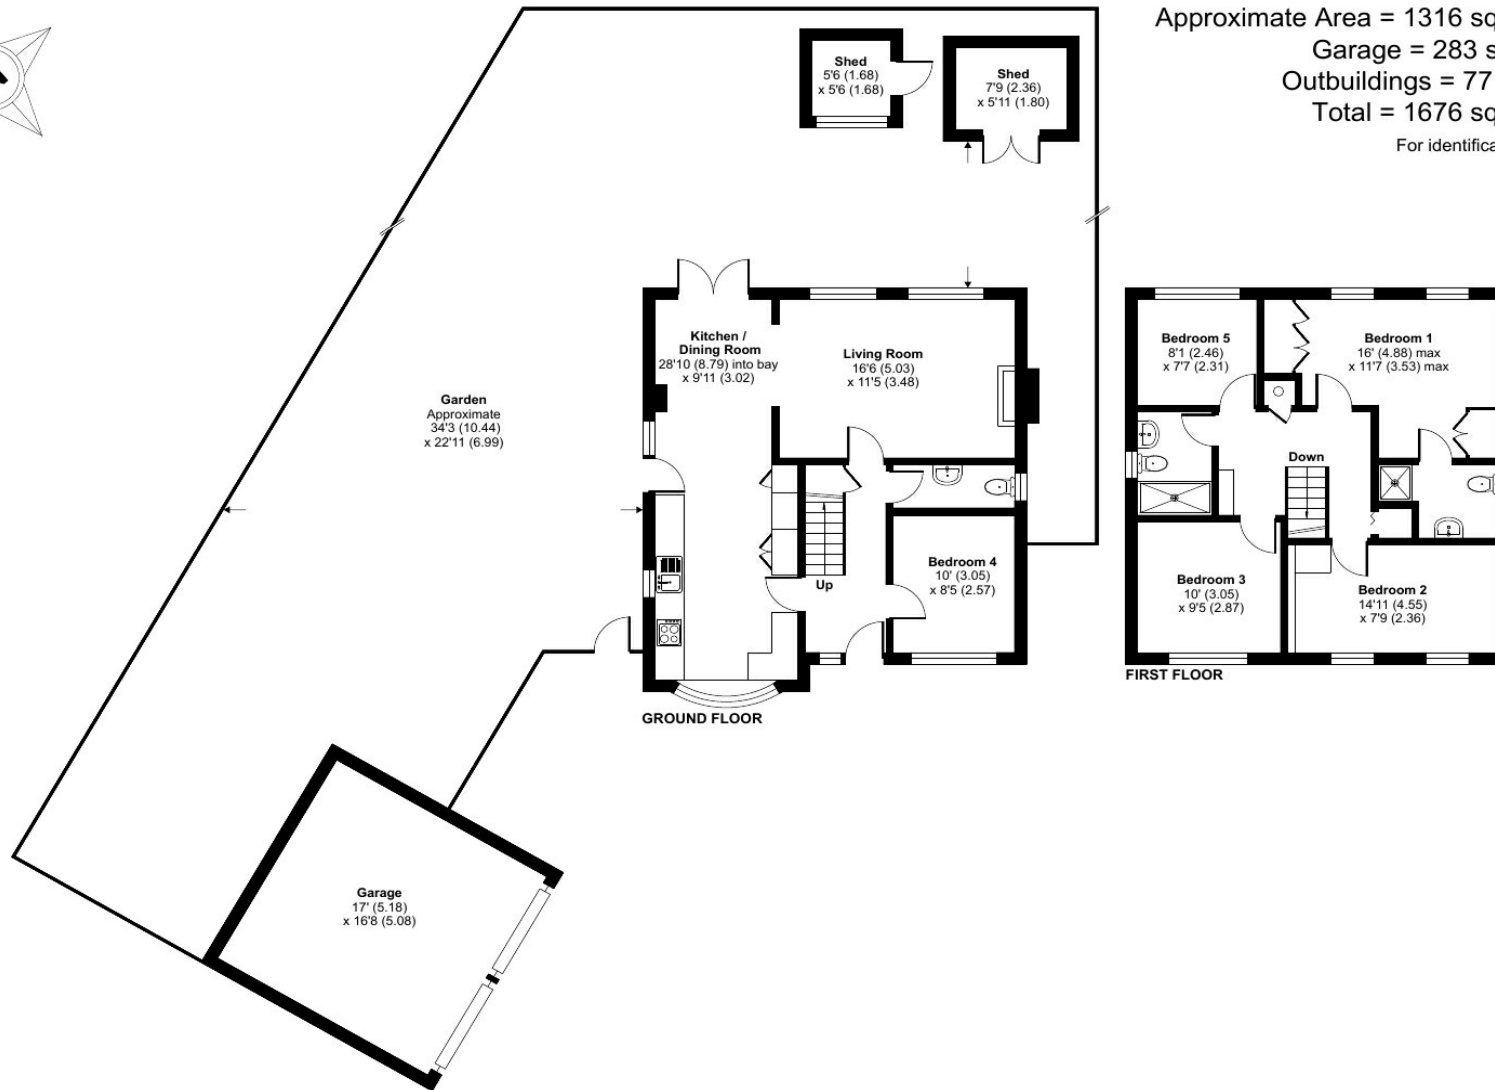 Approximate Area = 1316 sq
Garage = 283 s
Outbuildings = 77
Total = 1676 sq
For identifica
Shed
5'6 (1.68)
x 5'6 (1.68)
Shed
7'9 (2.36)
x 5'11 (1.80)
Kitchen /
Dining Room
28'10 (8.79) into bay
x 9'11 (3.02)
Living Room
16'6 (5.03)
x 11'5 (3.48)
Garden
Approximate
34'3 (10.44)
x 22'11 (6.99)
Bedroom 4
10' (3.05)
x 8'5 (2.57)
Up
GROUND FLOOR
Garage
17' (5.18)
x 16'8 (5.08)
Bedroom 5
8'1 (2.46)
x 7'7 (2.31)
Bedroom 1
16' (4.88) max
x 11'7 (3.53) max
Down
Bedroom 3
10' (3.05)
x 9'5 (2.87)
Bedroom 2
14'11 (4.55)
x 7'9 (2.36)
FIRST FLOOR